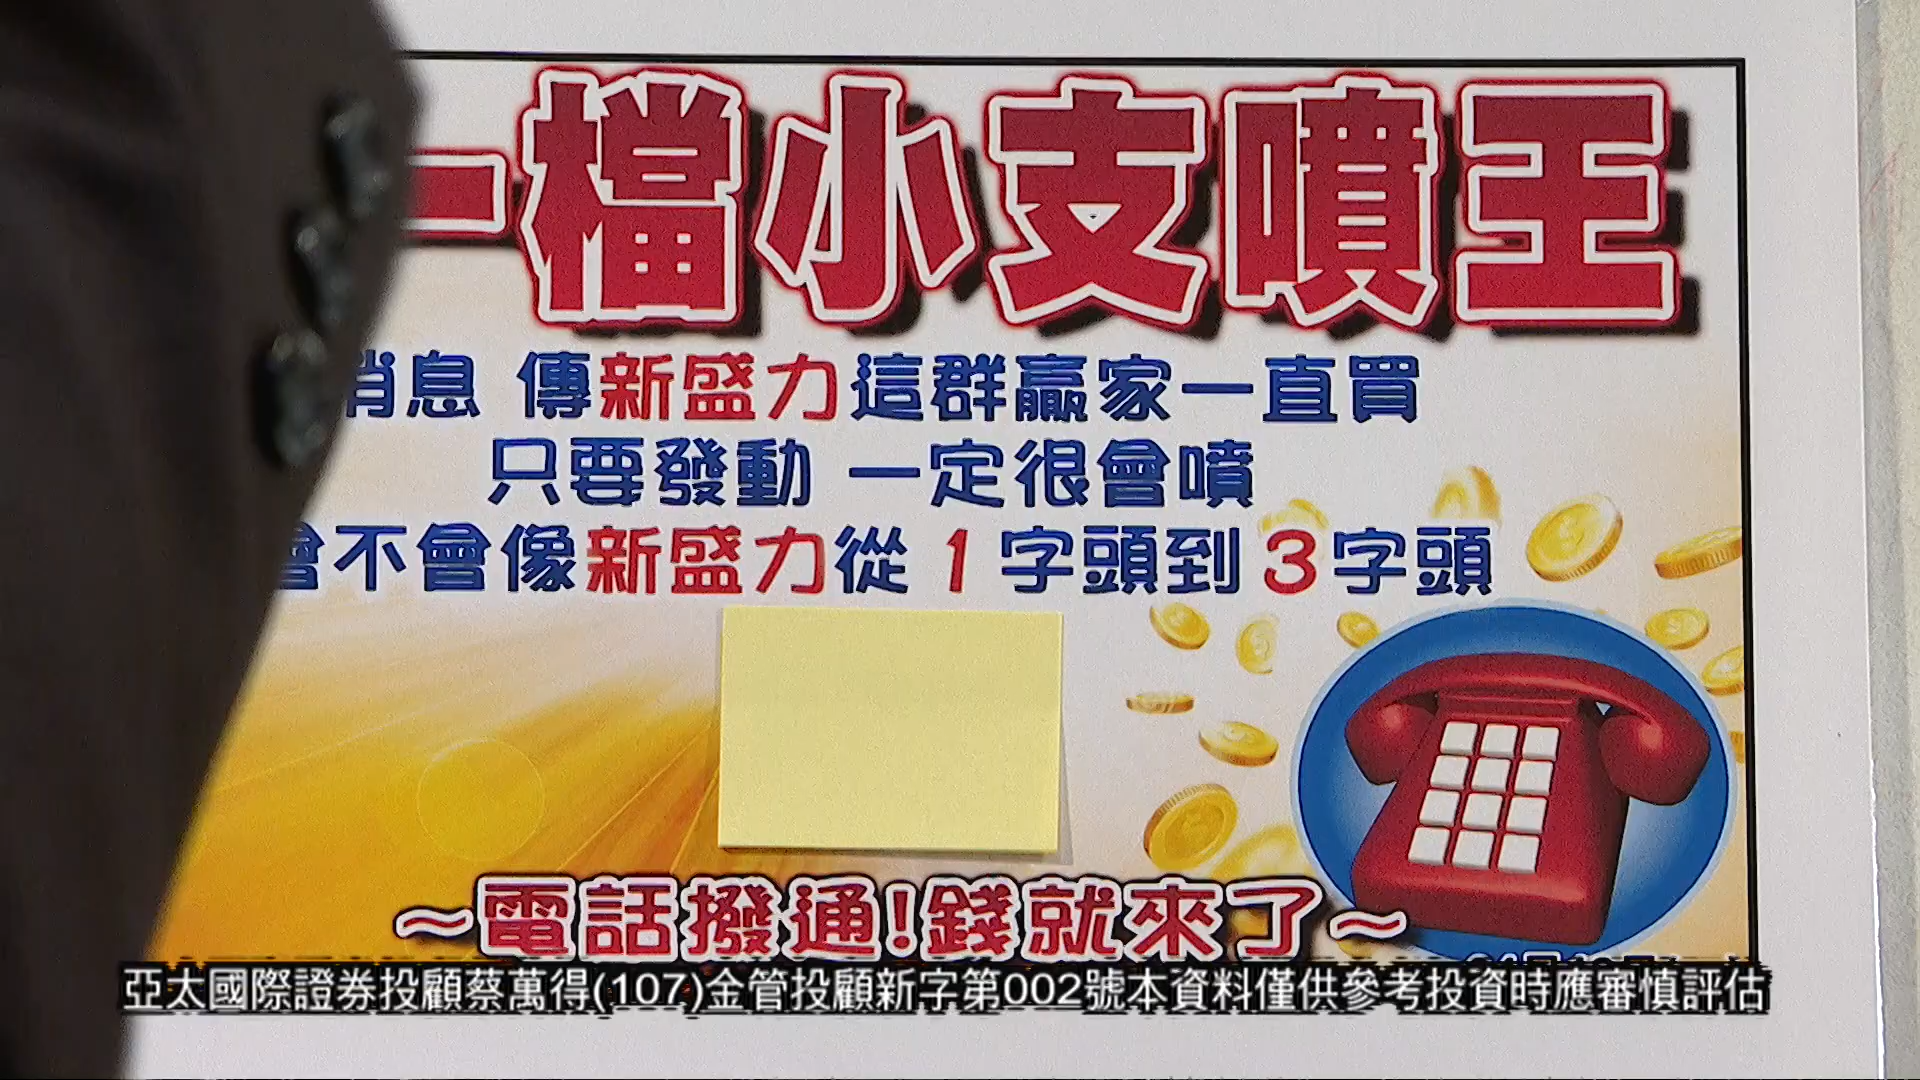 一檔小支噴王
消息 傳新盛力這群贏家一直買
只要發動 一定很會噴
會不會像新盛力從1字頭到3字頭
~電話撥通!錢就來了~
亞太國際證券投顧蔡萬得(107)金管投顧新字第002號本資料僅供參考投資時應審慎評估